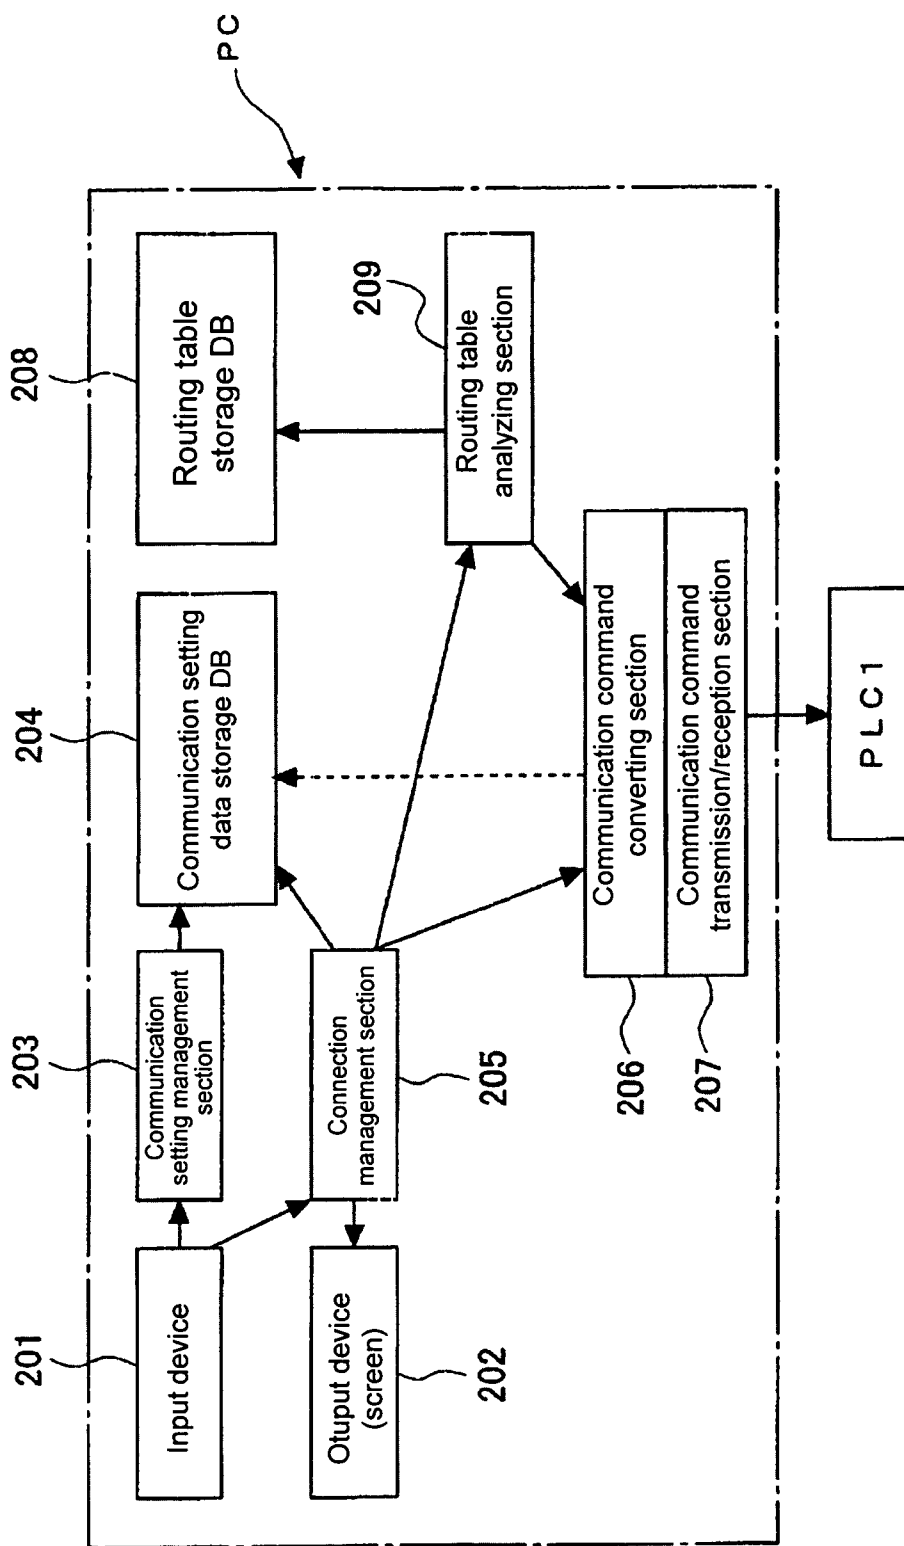 PC
201
203
204
208
Input device
Communication
setting management
section
Communication setting
data storage DB
Routing table
storage DB
209
Otuput device
(screen)
Connection
management section
Routing table
analyzing section
202
205
Communication command
converting section
Communication command
transmission/reception section
206
207
PLC1